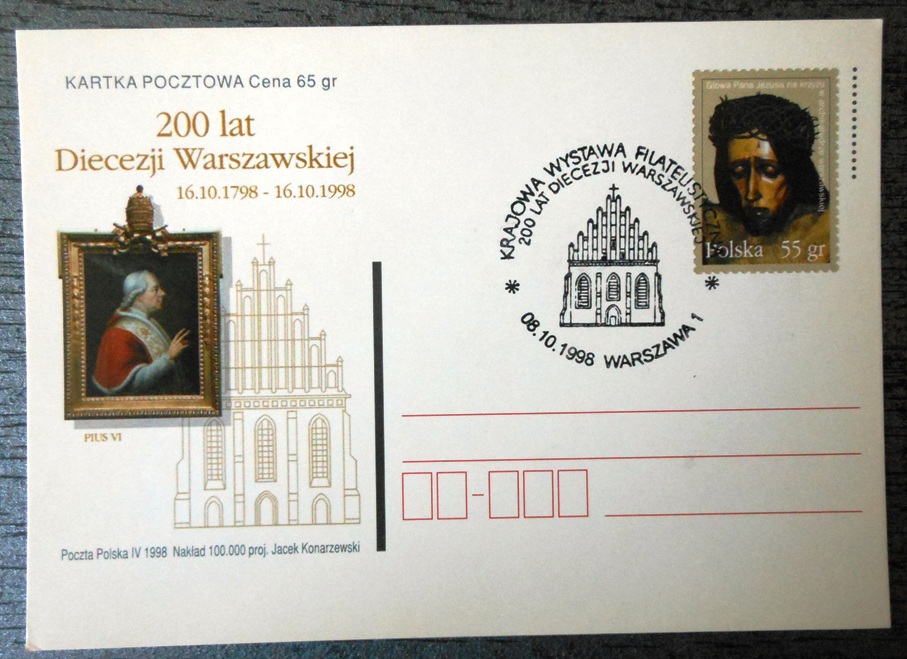 KARTKA POCZTOWA Cena 65 gr
200 lat
Diecezji Warszawskiej
16.10.1798 - 16.10.1998
PIUS VI
Poczta Polska IV 1998 Nakład 100.000 proj. Jacek Konarzewski
KRAJOWA WYSTAWA FILATELISTYCZNA
200 LAT DIECEZJI WARSZAWSKIEJ
* *
08.10.1998 WARSZAWA 1
Głowa Pana Jezusa na krzyżu
Polska 55 gr